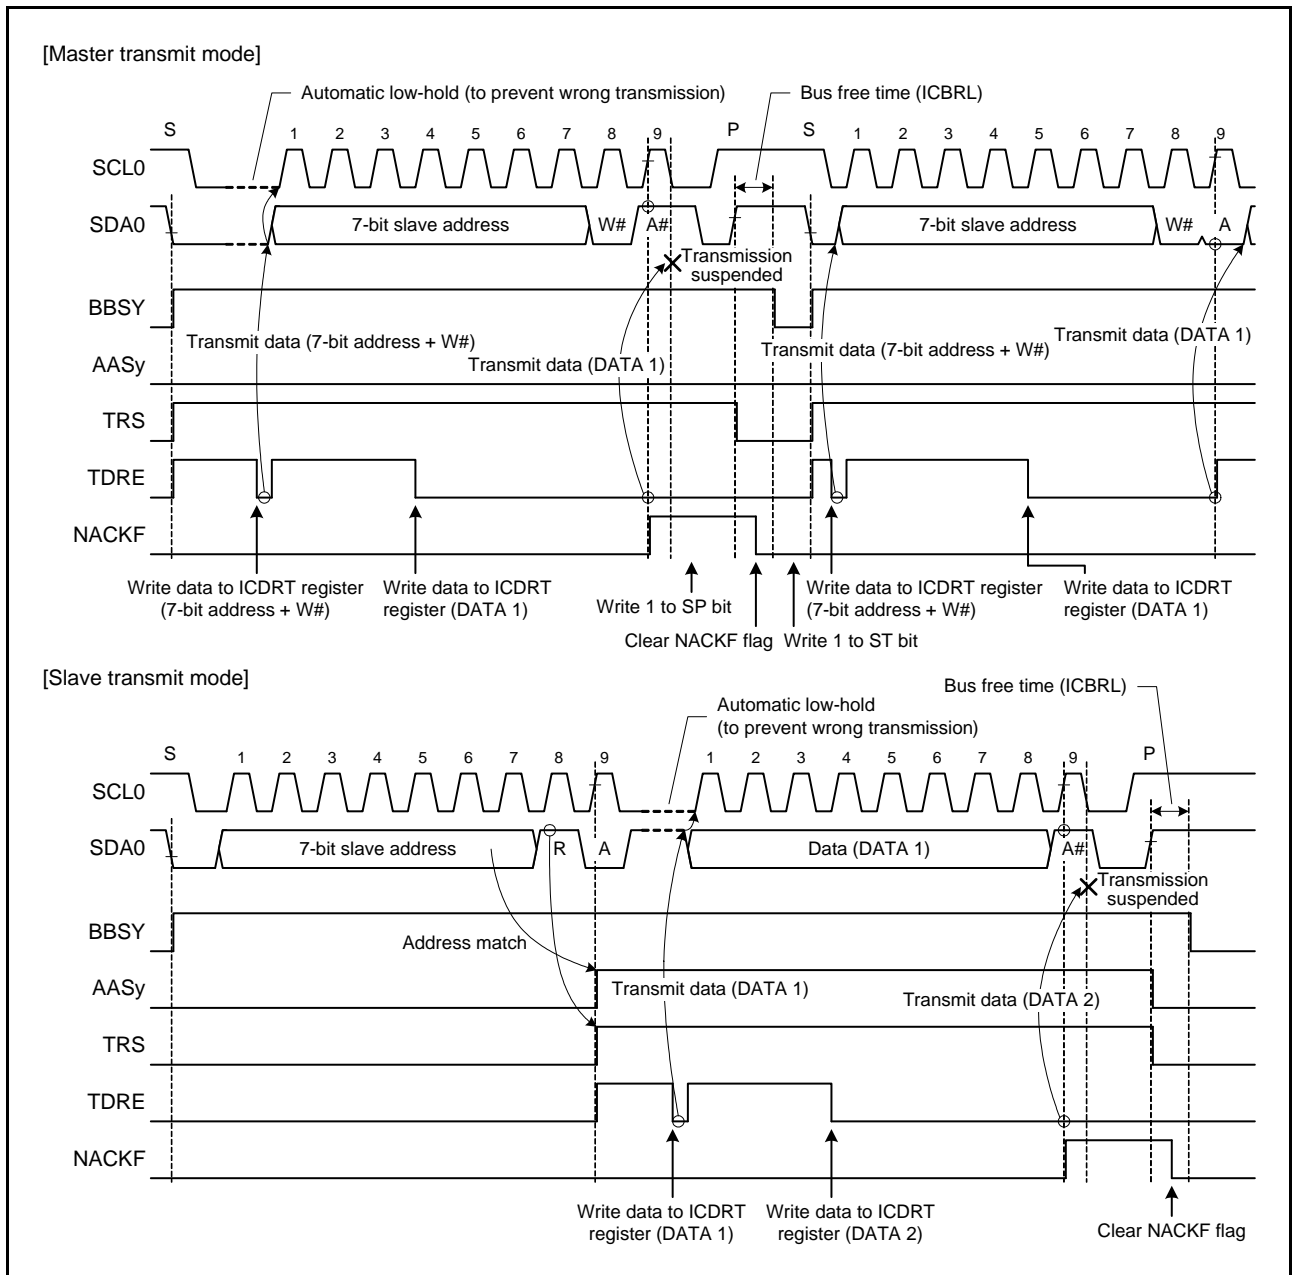 [Master transmit mode]
Automatic low-hold (to prevent wrong transmission)
Bus free time (ICBRL)
S 1 2 3 4 5 6 7 8 9 P S 1 2 3 4 5 6 7 8 9
SCL0
SDA0 7-bit slave address W# A# 7-bit slave address W# A
Transmission
suspended
BBSY
Transmit data (7-bit address + W#)
Transmit data (DATA 1)
Transmit data (7-bit address + W#)
Transmit data (DATA 1)
AASy
TRS
TDRE
NACKF
Write data to ICDRT register
(7-bit address + W#)
Write data to ICDRT
register (DATA 1)
Write 1 to SP bit
Clear NACKF flag
Write 1 to ST bit
Write data to ICDRT register
(7-bit address + W#)
Write data to ICDRT
register (DATA 1)
[Slave transmit mode]
Automatic low-hold
(to prevent wrong transmission)
Bus free time (ICBRL)
S 1 2 3 4 5 6 7 8 9 1 2 3 4 5 6 7 8 9 P
SCL0
SDA0 7-bit slave address R A Data (DATA 1) A#
Transmission
suspended
BBSY
Address match
AASy
Transmit data (DATA 1)
Transmit data (DATA 2)
TRS
TDRE
NACKF
Write data to ICDRT
register (DATA 1)
Write data to ICDRT
register (DATA 2)
Clear NACKF flag